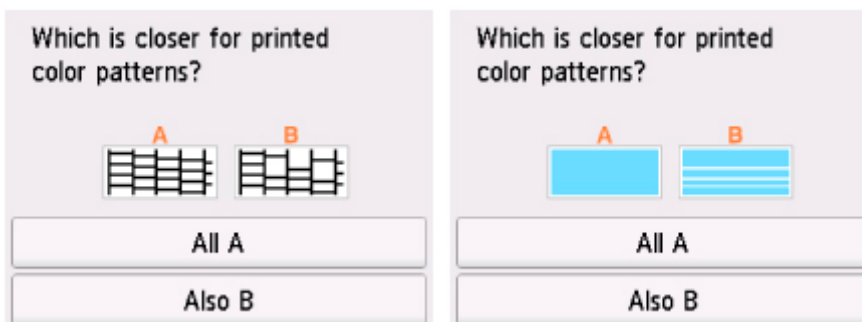 Which is closer for printed
color patterns?
A B
All A
Also B
Which is closer for printed
color patterns?
A B
All A
Also B